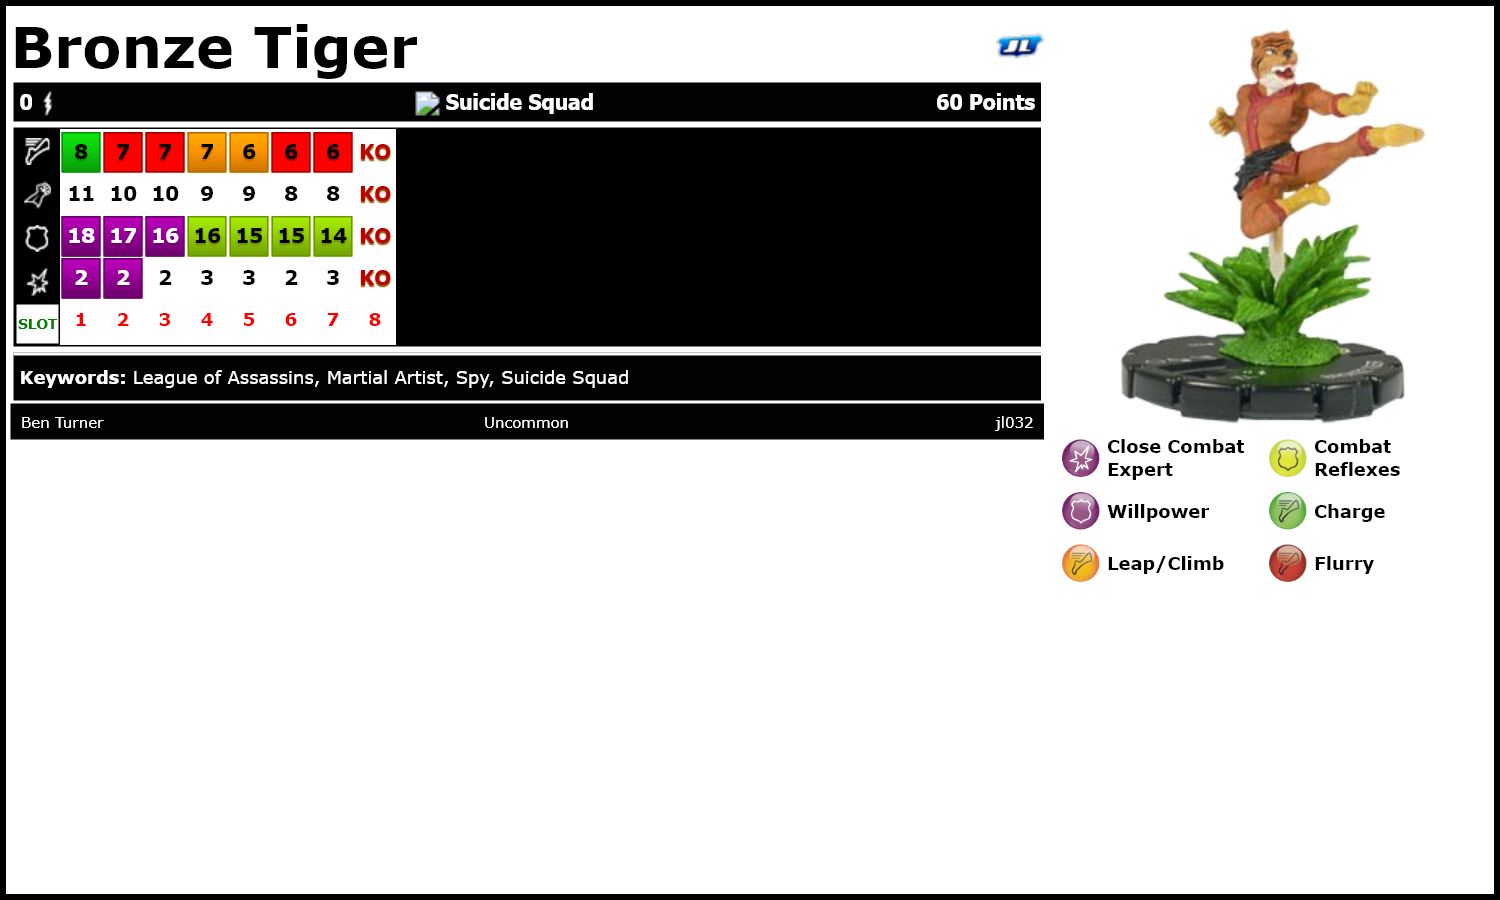 Bronze Tiger
JL
0 Suicide Squad 60 Points
8 7 7 7 6 6 6 KO
11 10 10 9 9 8 8 KO
18 17 16 16 15 15 14 KO
2 2 2 3 3 2 3 KO
SLOT 1 2 3 4 5 6 7 8
Keywords: League of Assassins, Martial Artist, Spy, Suicide Squad
Ben Turner Uncommon jl032
Close Combat
Expert
Combat
Reflexes
Willpower
Charge
Leap/Climb
Flurry